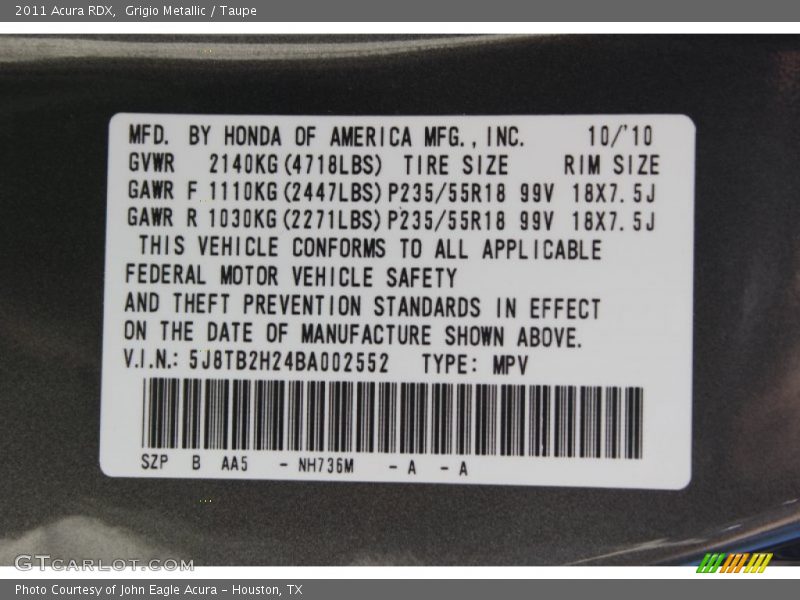 2011 Acura RDX, Grigio Metallic / Taupe
MFD. BY HONDA OF AMERICA MFG., INC. 10/'10
GVWR 2140KG(4718LBS) TIRE SIZE RIM SIZE
GAWR F 1110KG(2447LBS)P235/55R18 99V 18X7.5J
GAWR R 1030KG(2271LBS)P235/55R18 99V 18X7.5J
THIS VEHICLE CONFORMS TO ALL APPLICABLE
FEDERAL MOTOR VEHICLE SAFETY
AND THEFT PREVENTION STANDARDS IN EFFECT
ON THE DATE OF MANUFACTURE SHOWN ABOVE.
V.I.N.: 5J8TB2H24BA002552 TYPE: MPV
SZP B AA5 - NH736M - A - A
GTCARLOT.COM
Photo Courtesy of John Eagle Acura - Houston, TX